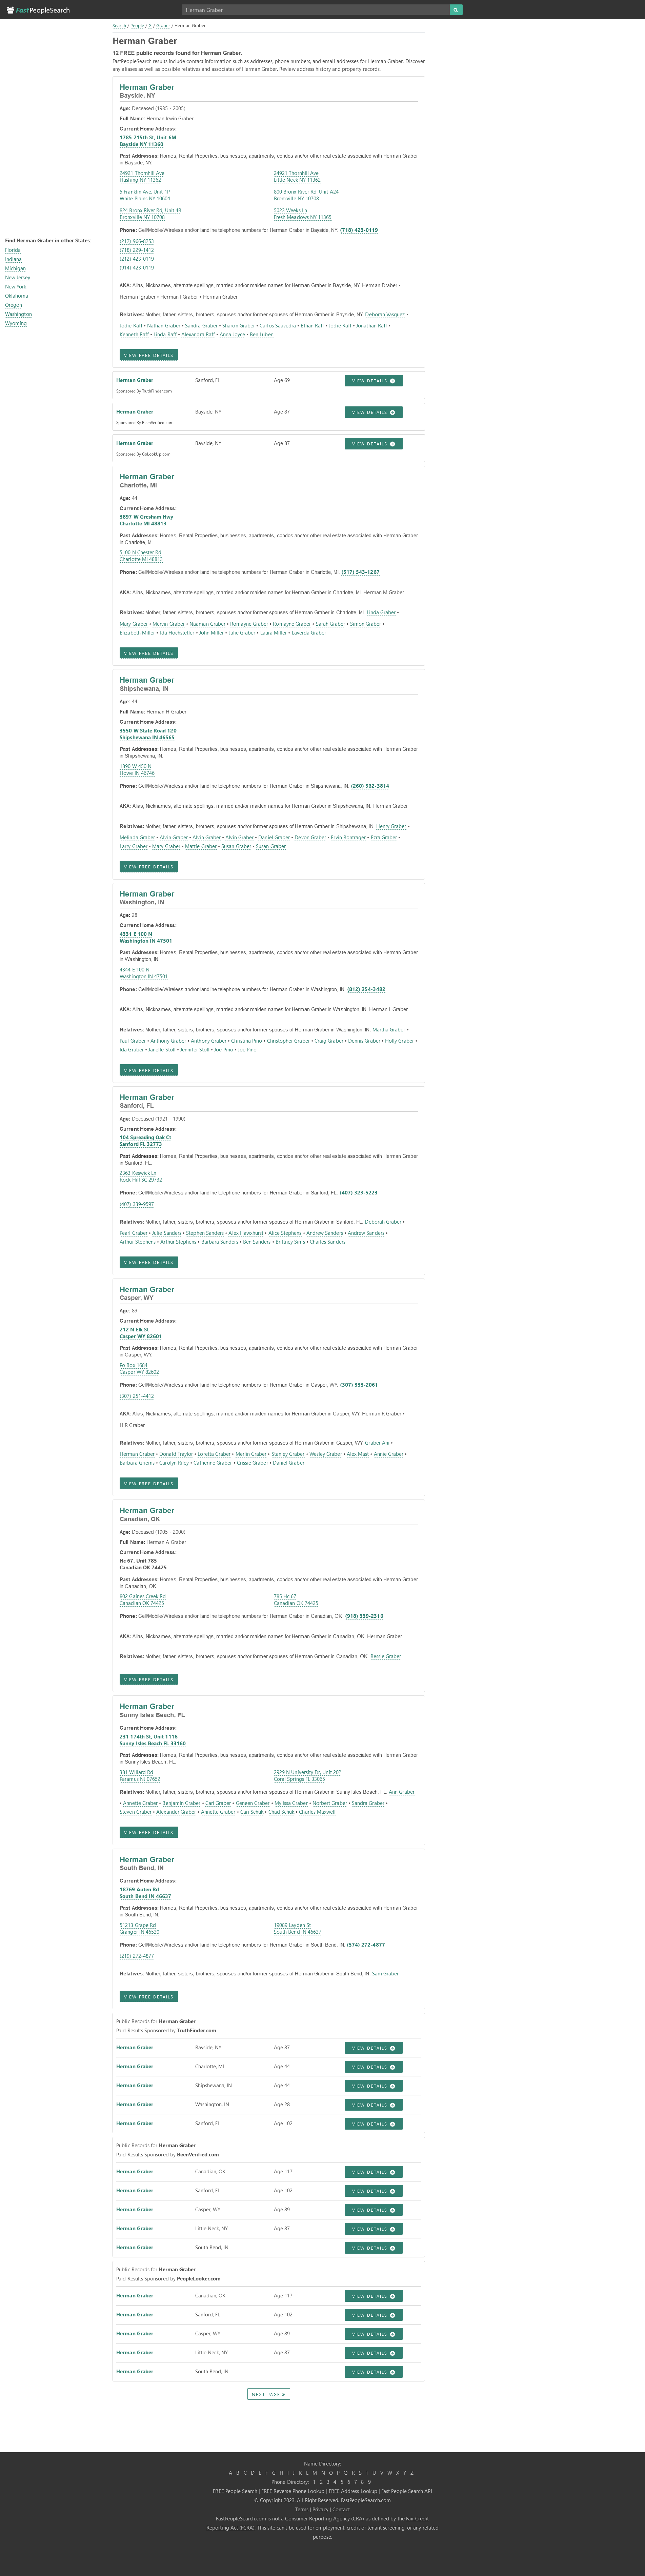 FastPeopleSearch
Herman Graber
Search / People / G / Graber / Herman Graber
Herman Graber
12 FREE public records found for Herman Graber.
FastPeopleSearch results include contact information such as addresses, phone numbers, and email addresses for Herman Graber. Discover
any aliases as well as possible relatives and associates of Herman Graber. Review address history and property records.
Find Herman Graber in other States:
Florida
Indiana
Michigan
New Jersey
New York
Oklahoma
Oregon
Washington
Wyoming
Herman Graber
Bayside, NY
Age: Deceased (1935 - 2005)
Full Name: Herman Irwin Graber
Current Home Address:
1785 215th St, Unit 6M
Bayside NY 11360
Past Addresses: Homes, Rental Properties, businesses, apartments, condos and/or other real estate associated with Herman Graber
in Bayside, NY
24921 Thornhill Ave
Flushing NY 11362
24921 Thornhill Ave
Little Neck NY 11362
5 Franklin Ave, Unit 1P
White Plains NY 10601
800 Bronx River Rd, Unit A24
Bronxville NY 10708
824 Bronx River Rd, Unit 4B
Bronxville NY 10708
5023 Weeks Ln
Fresh Meadows NY 11365
Phone: Cell/Mobile/Wireless and/or landline telephone numbers for Herman Graber in Bayside, NY. (718) 423-0119
(212) 966-8253
(718) 229-1412
(212) 423-0119
(914) 423-0119
AKA: Alias, Nicknames, alternate spellings, married and/or maiden names for Herman Graber in Bayside, NY. Herman Draber •
Herman Igraber • Herman I Graber • Herman Graber
Relatives: Mother, father, sisters, brothers, spouses and/or former spouses of Herman Graber in Bayside, NY. Deborah Vasquez •
Jodie Raff • Nathan Graber • Sandra Graber • Sharon Graber • Carlos Saavedra • Ethan Raff • Jodie Raff • Jonathan Raff •
Kenneth Raff • Linda Raff • Alexandra Raff • Anna Joyce • Ben Luben
VIEW FREE DETAILS
Herman Graber Sanford, FL Age 69 VIEW DETAILS
Sponsored By TruthFinder.com
Herman Graber Bayside, NY Age 87 VIEW DETAILS
Sponsored By BeenVerified.com
Herman Graber Bayside, NY Age 87 VIEW DETAILS
Sponsored By GoLookUp.com
Herman Graber
Charlotte, MI
Age: 44
Current Home Address:
3897 W Gresham Hwy
Charlotte MI 48813
Past Addresses: Homes, Rental Properties, businesses, apartments, condos and/or other real estate associated with Herman Graber
in Charlotte, MI
5100 N Chester Rd
Charlotte MI 48813
Phone: Cell/Mobile/Wireless and/or landline telephone numbers for Herman Graber in Charlotte, MI. (517) 543-1267
AKA: Alias, Nicknames, alternate spellings, married and/or maiden names for Herman Graber in Charlotte, MI. Herman M Graber
Relatives: Mother, father, sisters, brothers, spouses and/or former spouses of Herman Graber in Charlotte, MI. Linda Graber •
Mary Graber • Mervin Graber • Naaman Graber • Romayne Graber • Romayne Graber • Sarah Graber • Simon Graber •
Elizabeth Miller • Ida Hochstetler • John Miller • Julie Graber • Laura Miller • Laverda Graber
VIEW FREE DETAILS
Herman Graber
Shipshewana, IN
Age: 44
Full Name: Herman H Graber
Current Home Address:
3550 W State Road 120
Shipshewana IN 46565
Past Addresses: Homes, Rental Properties, businesses, apartments, condos and/or other real estate associated with Herman Graber
in Shipshewana, IN
1890 W 450 N
Howe IN 46746
Phone: Cell/Mobile/Wireless and/or landline telephone numbers for Herman Graber in Shipshewana, IN. (260) 562-3814
AKA: Alias, Nicknames, alternate spellings, married and/or maiden names for Herman Graber in Shipshewana, IN. Herman Graber
Relatives: Mother, father, sisters, brothers, spouses and/or former spouses of Herman Graber in Shipshewana, IN. Henry Graber •
Melinda Graber • Alvin Graber • Alvin Graber • Alvin Graber • Daniel Graber • Devon Graber • Ervin Bontrager • Ezra Graber •
Larry Graber • Mary Graber • Mattie Graber • Susan Graber • Susan Graber
VIEW FREE DETAILS
Herman Graber
Washington, IN
Age: 28
Current Home Address:
4331 E 100 N
Washington IN 47501
Past Addresses: Homes, Rental Properties, businesses, apartments, condos and/or other real estate associated with Herman Graber
in Washington, IN
4344 E 100 N
Washington IN 47501
Phone: Cell/Mobile/Wireless and/or landline telephone numbers for Herman Graber in Washington, IN. (812) 254-3482
AKA: Alias, Nicknames, alternate spellings, married and/or maiden names for Herman Graber in Washington, IN. Herman L Graber
Relatives: Mother, father, sisters, brothers, spouses and/or former spouses of Herman Graber in Washington, IN. Martha Graber •
Paul Graber • Anthony Graber • Anthony Graber • Christina Pino • Christopher Graber • Craig Graber • Dennis Graber • Holly Graber •
Ida Graber • Janelle Stoll • Jennifer Stoll • Joe Pino • Joe Pino
VIEW FREE DETAILS
Herman Graber
Sanford, FL
Age: Deceased (1921 - 1990)
Current Home Address:
104 Spreading Oak Ct
Sanford FL 32773
Past Addresses: Homes, Rental Properties, businesses, apartments, condos and/or other real estate associated with Herman Graber
in Sanford, FL.
2363 Keswick Ln
Rock Hill SC 29732
Phone: Cell/Mobile/Wireless and/or landline telephone numbers for Herman Graber in Sanford, FL. (407) 323-5223
(407) 339-9597
Relatives: Mother, father, sisters, brothers, spouses and/or former spouses of Herman Graber in Sanford, FL. Deborah Graber •
Pearl Graber • Julie Sanders • Stephen Sanders • Alex Hawxhurst • Alice Stephens • Andrew Sanders • Andrew Sanders •
Arthur Stephens • Arthur Stephens • Barbara Sanders • Ben Sanders • Brittney Sims • Charles Sanders
VIEW FREE DETAILS
Herman Graber
Casper, WY
Age: 89
Current Home Address:
212 N Elk St
Casper WY 82601
Past Addresses: Homes, Rental Properties, businesses, apartments, condos and/or other real estate associated with Herman Graber
in Casper, WY
Po Box 1684
Casper WY 82602
Phone: Cell/Mobile/Wireless and/or landline telephone numbers for Herman Graber in Casper, WY. (307) 333-2061
(307) 251-4412
AKA: Alias, Nicknames, alternate spellings, married and/or maiden names for Herman Graber in Casper, WY. Herman R Graber •
H R Graber
Relatives: Mother, father, sisters, brothers, spouses and/or former spouses of Herman Graber in Casper, WY. Graber Ani •
Herman Graber • Donald Traylor • Loretta Graber • Merlin Graber • Stanley Graber • Wesley Graber • Alex Mast • Annie Graber •
Barbara Griems • Carolyn Riley • Catherine Graber • Crissie Graber • Daniel Graber
VIEW FREE DETAILS
Herman Graber
Canadian, OK
Age: Deceased (1905 - 2000)
Full Name: Herman A Graber
Current Home Address:
Hc 67, Unit 785
Canadian OK 74425
Past Addresses: Homes, Rental Properties, businesses, apartments, condos and/or other real estate associated with Herman Graber
in Canadian, OK.
802 Gaines Creek Rd
Canadian OK 74425
785 Hc 67
Canadian OK 74425
Phone: Cell/Mobile/Wireless and/or landline telephone numbers for Herman Graber in Canadian, OK. (918) 339-2316
AKA: Alias, Nicknames, alternate spellings, married and/or maiden names for Herman Graber in Canadian, OK. Herman Graber
Relatives: Mother, father, sisters, brothers, spouses and/or former spouses of Herman Graber in Canadian, OK. Bessie Graber
VIEW FREE DETAILS
Herman Graber
Sunny Isles Beach, FL
Current Home Address:
231 174th St, Unit 1116
Sunny Isles Beach FL 33160
Past Addresses: Homes, Rental Properties, businesses, apartments, condos and/or other real estate associated with Herman Graber
in Sunny Isles Beach, FL.
381 Willard Rd
Paramus NJ 07652
2929 N University Dr, Unit 202
Coral Springs FL 33065
Relatives: Mother, father, sisters, brothers, spouses and/or former spouses of Herman Graber in Sunny Isles Beach, FL. Ann Graber
• Annette Graber • Benjamin Graber • Cari Graber • Geneen Graber • Mylissa Graber • Norbert Graber • Sandra Graber •
Steven Graber • Alexander Graber • Annette Graber • Cari Schuk • Chad Schuk • Charles Maxwell
VIEW FREE DETAILS
Herman Graber
South Bend, IN
Current Home Address:
18769 Auten Rd
South Bend IN 46637
Past Addresses: Homes, Rental Properties, businesses, apartments, condos and/or other real estate associated with Herman Graber
in South Bend, IN
51213 Grape Rd
Granger IN 46530
19089 Layden St
South Bend IN 46637
Phone: Cell/Mobile/Wireless and/or landline telephone numbers for Herman Graber in South Bend, IN. (574) 272-4877
(219) 272-4877
Relatives: Mother, father, sisters, brothers, spouses and/or former spouses of Herman Graber in South Bend, IN. Sam Graber
VIEW FREE DETAILS
Public Records for Herman Graber
Paid Results Sponsored by TruthFinder.com
Herman Graber Bayside, NY Age 87 VIEW DETAILS
Herman Graber Charlotte, MI Age 44 VIEW DETAILS
Herman Graber Shipshewana, IN Age 44 VIEW DETAILS
Herman Graber Washington, IN Age 28 VIEW DETAILS
Herman Graber Sanford, FL Age 102 VIEW DETAILS
Public Records for Herman Graber
Paid Results Sponsored by BeenVerified.com
Herman Graber Canadian, OK Age 117 VIEW DETAILS
Herman Graber Sanford, FL Age 102 VIEW DETAILS
Herman Graber Casper, WY Age 89 VIEW DETAILS
Herman Graber Little Neck, NY Age 87 VIEW DETAILS
Herman Graber South Bend, IN VIEW DETAILS
Public Records for Herman Graber
Paid Results Sponsored by PeopleLooker.com
Herman Graber Canadian, OK Age 117 VIEW DETAILS
Herman Graber Sanford, FL Age 102 VIEW DETAILS
Herman Graber Casper, WY Age 89 VIEW DETAILS
Herman Graber Little Neck, NY Age 87 VIEW DETAILS
Herman Graber South Bend, IN VIEW DETAILS
NEXT PAGE »
Name Directory:
A B C D E F G H I J K L M N O P Q R S T U V W X Y Z
Phone Directory: 1 2 3 4 5 6 7 8 9
FREE People Search | FREE Reverse Phone Lookup | FREE Address Lookup | Fast People Search API
© Copyright 2023. All Right Reserved. FastPeopleSearch.com
Terms | Privacy | Contact
FastPeopleSearch.com is not a Consumer Reporting Agency (CRA) as defined by the Fair Credit
Reporting Act (FCRA). This site can't be used for employment, credit or tenant screening, or any related
purpose.